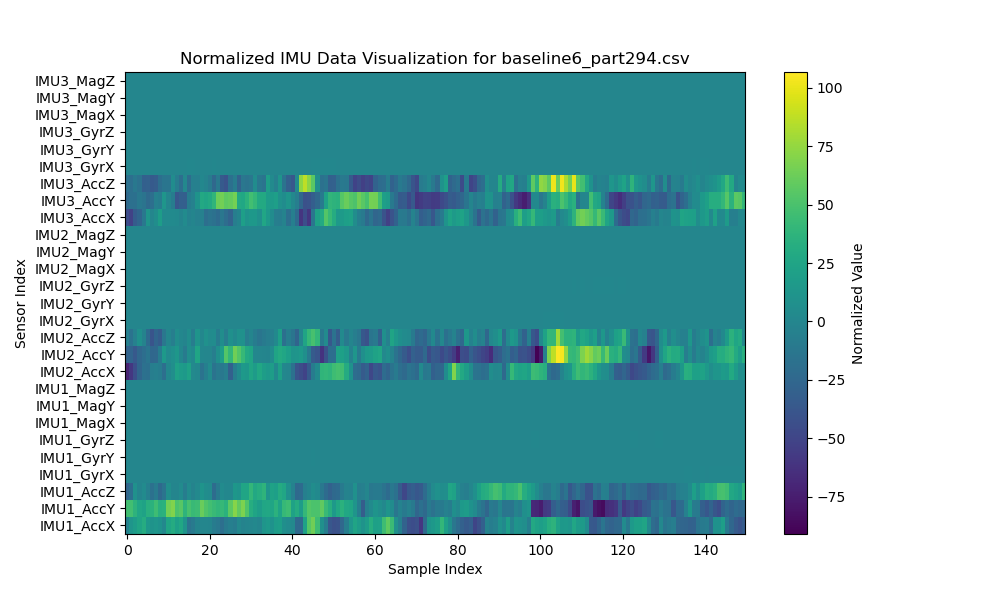 Normalized IMU Data Visualization for baseline6_part294.csv
IMU3_MagZ
IMU3_MagY
IMU3_MagX
IMU3_GyrZ
IMU3_GyrY
IMU3_GyrX
IMU3_AccZ
IMU3_AccY
IMU3_AccX
IMU2_MagZ
IMU2_MagY
IMU2_MagX
IMU2_GyrZ
IMU2_GyrY
IMU2_GyrX
IMU2_AccZ
IMU2_AccY
IMU2_AccX
IMU1_MagZ
IMU1_MagY
IMU1_MagX
IMU1_GyrZ
IMU1_GyrY
IMU1_GyrX
IMU1_AccZ
IMU1_AccY
IMU1_AccX
Sensor Index
0 20 40 60 80 100 120 140
Sample Index
100
75
50
25
0
−25
−50
−75
Normalized Value